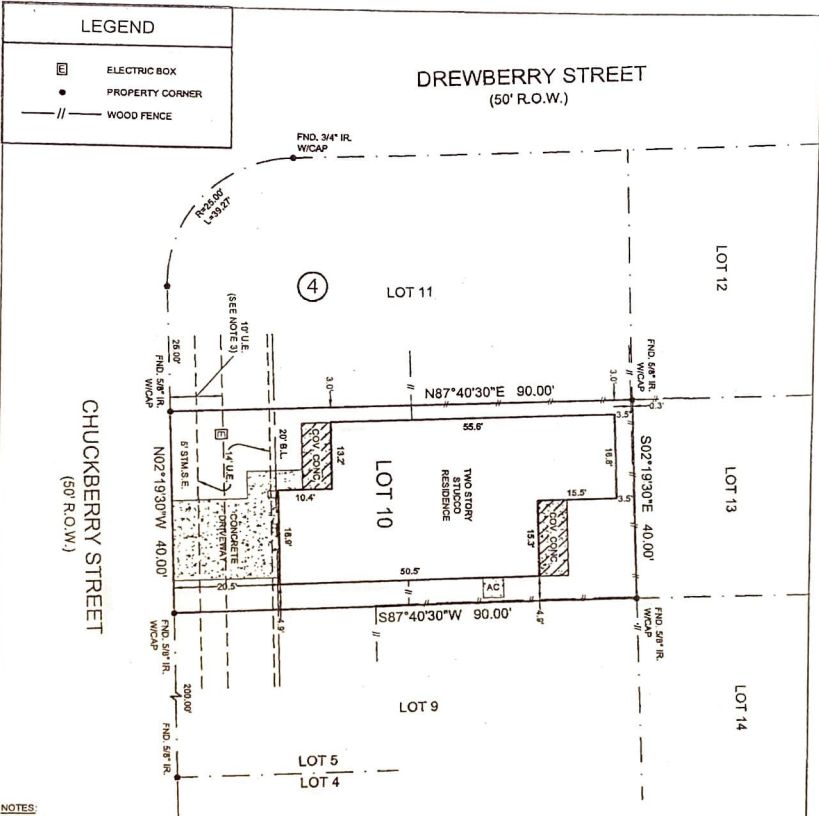 LEGEND
E ELECTRIC BOX
PROPERTY CORNER
// WOOD FENCE
DREWBERRY STREET
(50' R.O.W.)
FND. 3/4" IR.
W/CAP
R=25.00'
L=39.27'
4
LOT 11
LOT 12
10' U.E.
(SEE NOTE 3)
25.00'
FND. 5/8" IR.
W/CAP
3.0'
N87°40'30"E 90.00'
3.0'
FND. 5/8" IR.
W/CAP
0.3'
3.5'
55.6'
CHUCKBERRY STREET
(50' R.O.W.)
N02°19'30"W 40.00'
E
5' STM.S.E.
14' U.E.
20' B.L.
COV. CONC.
13.2'
10.4'
LOT 10
TWO STORY
STUCCO
RESIDENCE
16.8'
3.5'
15.5'
S02°19'30"E 40.00'
LOT 13
CONCRETE
DRIVEWAY
16.9'
15.3'
COV. CONC.
20.5'
50.5'
AC
4.9'
4.9'
S87°40'30"W 90.00'
FND. 5/8" IR.
W/CAP
FND. 5/8" IR.
W/CAP
200.00'
FND. 5/8" IR.
LOT 9
LOT 14
LOT 5
LOT 4
NOTES: